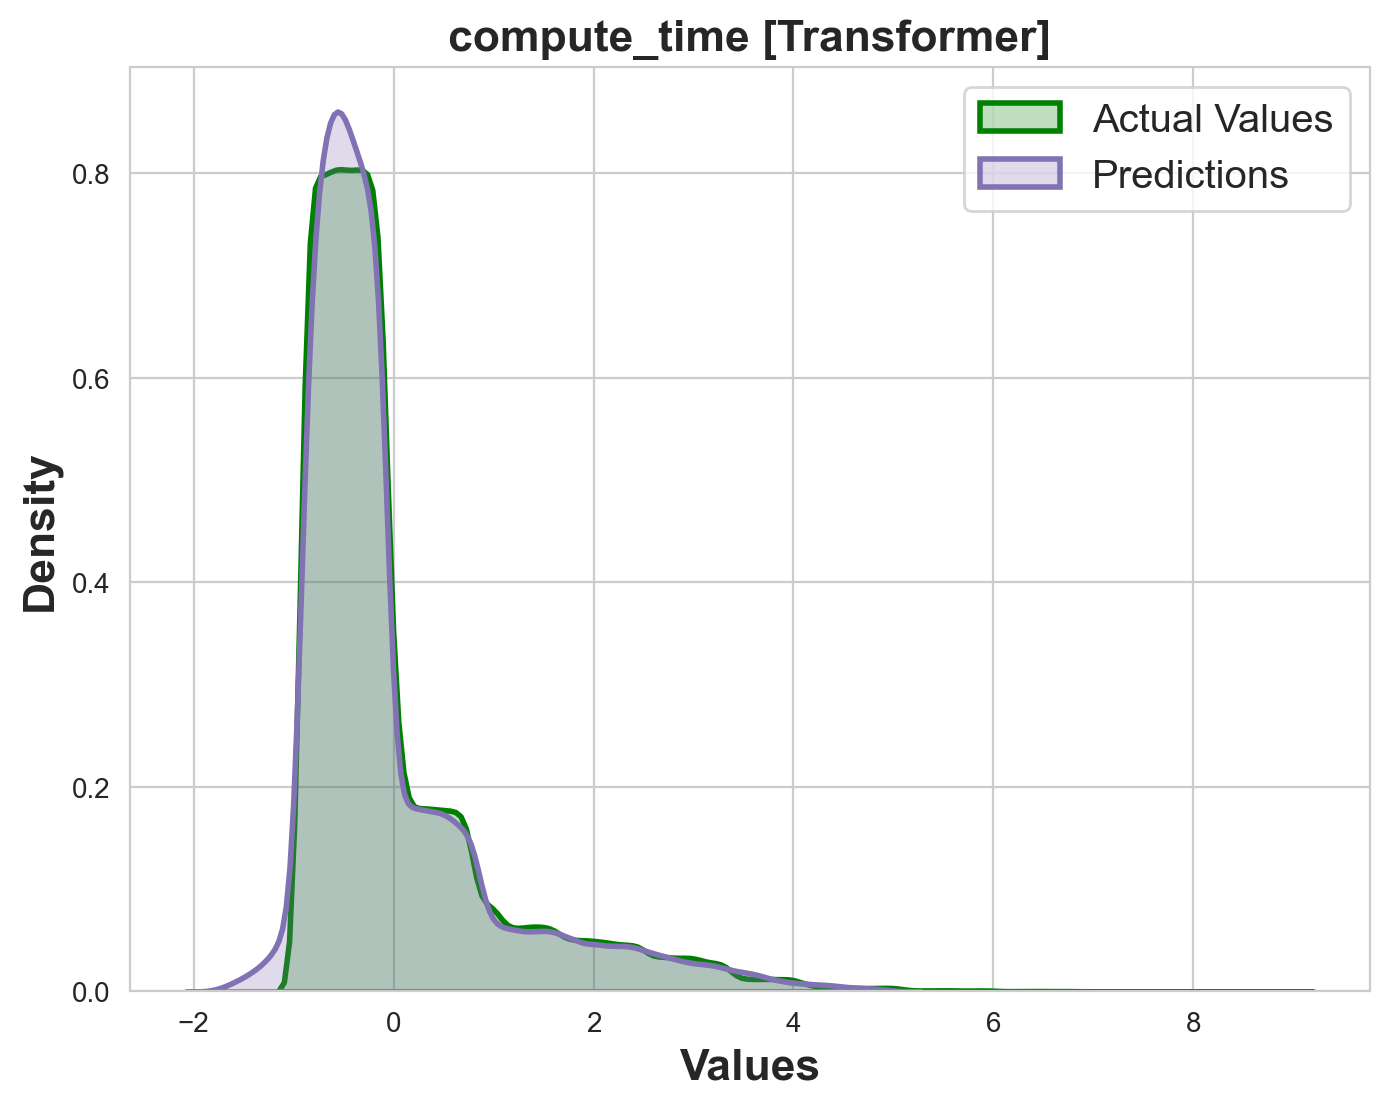 compute_time [Transformer]
Actual Values
Predictions
Density
0.8
0.6
0.4
0.2
0.0
−2
0
2
4
6
8
Values